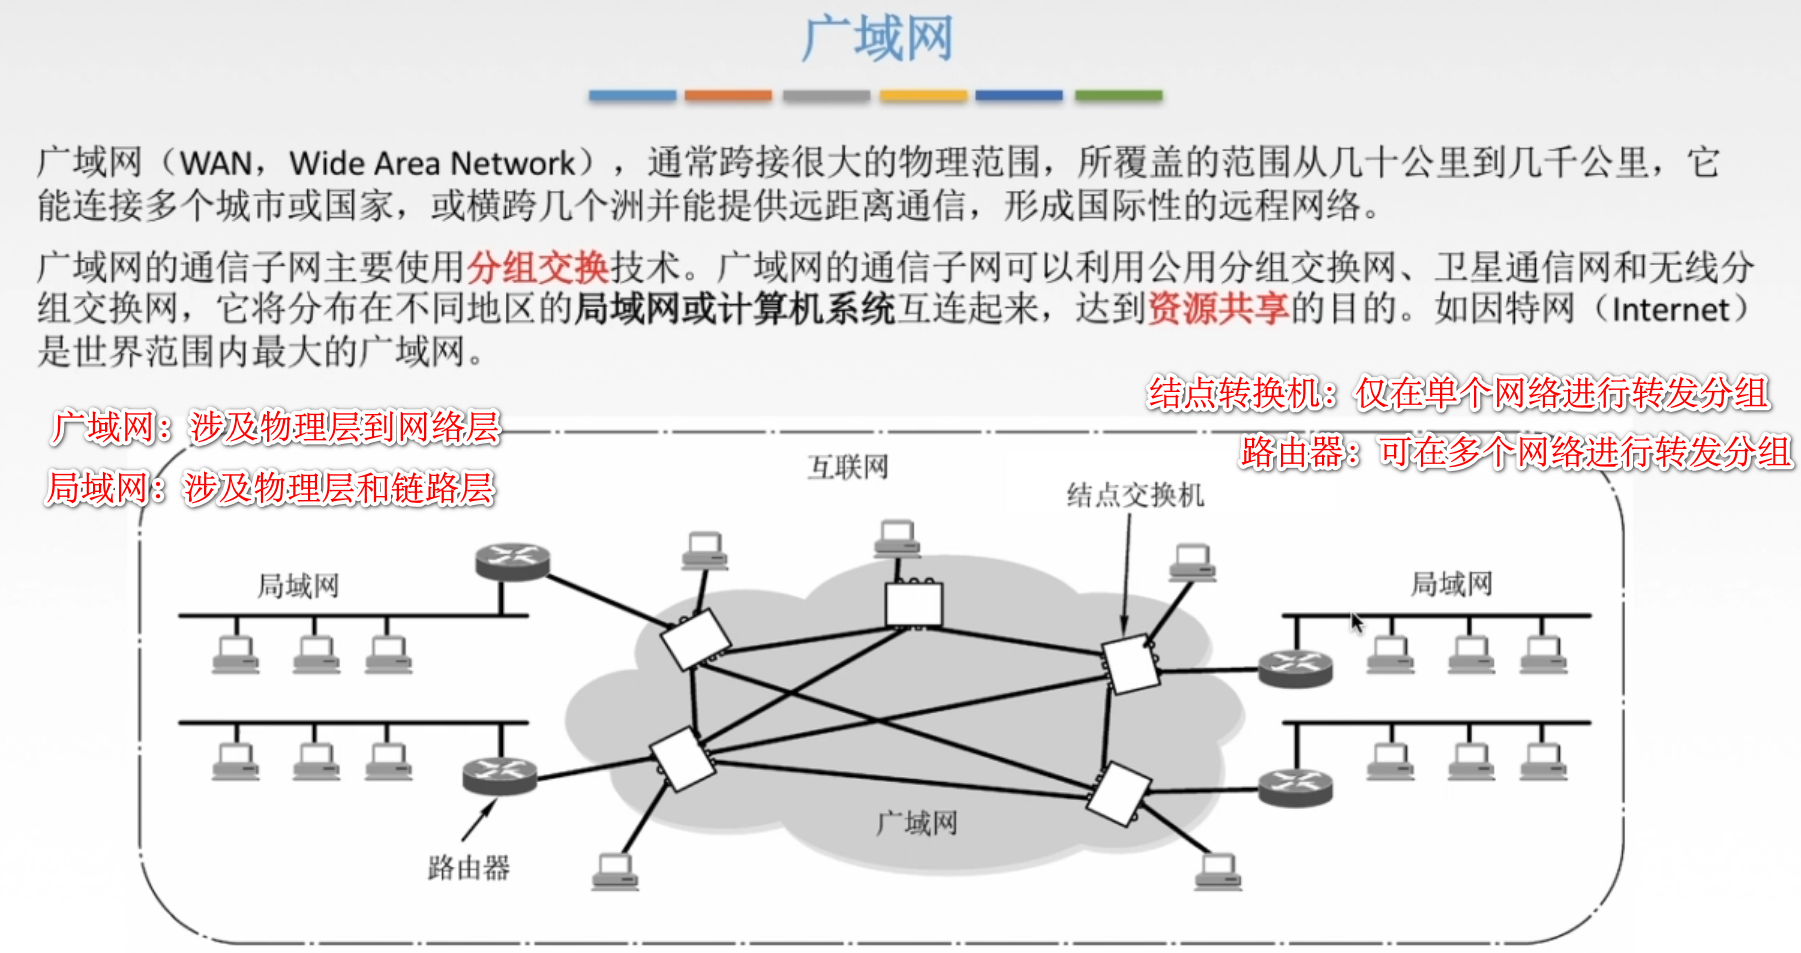 广域网
广域网（WAN，Wide Area Network），通常跨接很大的物理范围，所覆盖的范围从几十公里到几千公里，它
能连接多个城市或国家，或横跨几个洲并能提供远距离通信，形成国际性的远程网络。
广域网的通信子网主要使用分组交换技术。广域网的通信子网可以利用公用分组交换网、卫星通信网和无线分
组交换网，它将分布在不同地区的局域网或计算机系统互连起来，达到资源共享的目的。如因特网（Internet）
是世界范围内最大的广域网。
结点转换机：仅在单个网络进行转发分组
广域网：涉及物理层到网络层
路由器：可在多个网络进行转发分组
互联网
局域网：涉及物理层和链路层
结点交换机
局域网
局域网
广域网
路由器